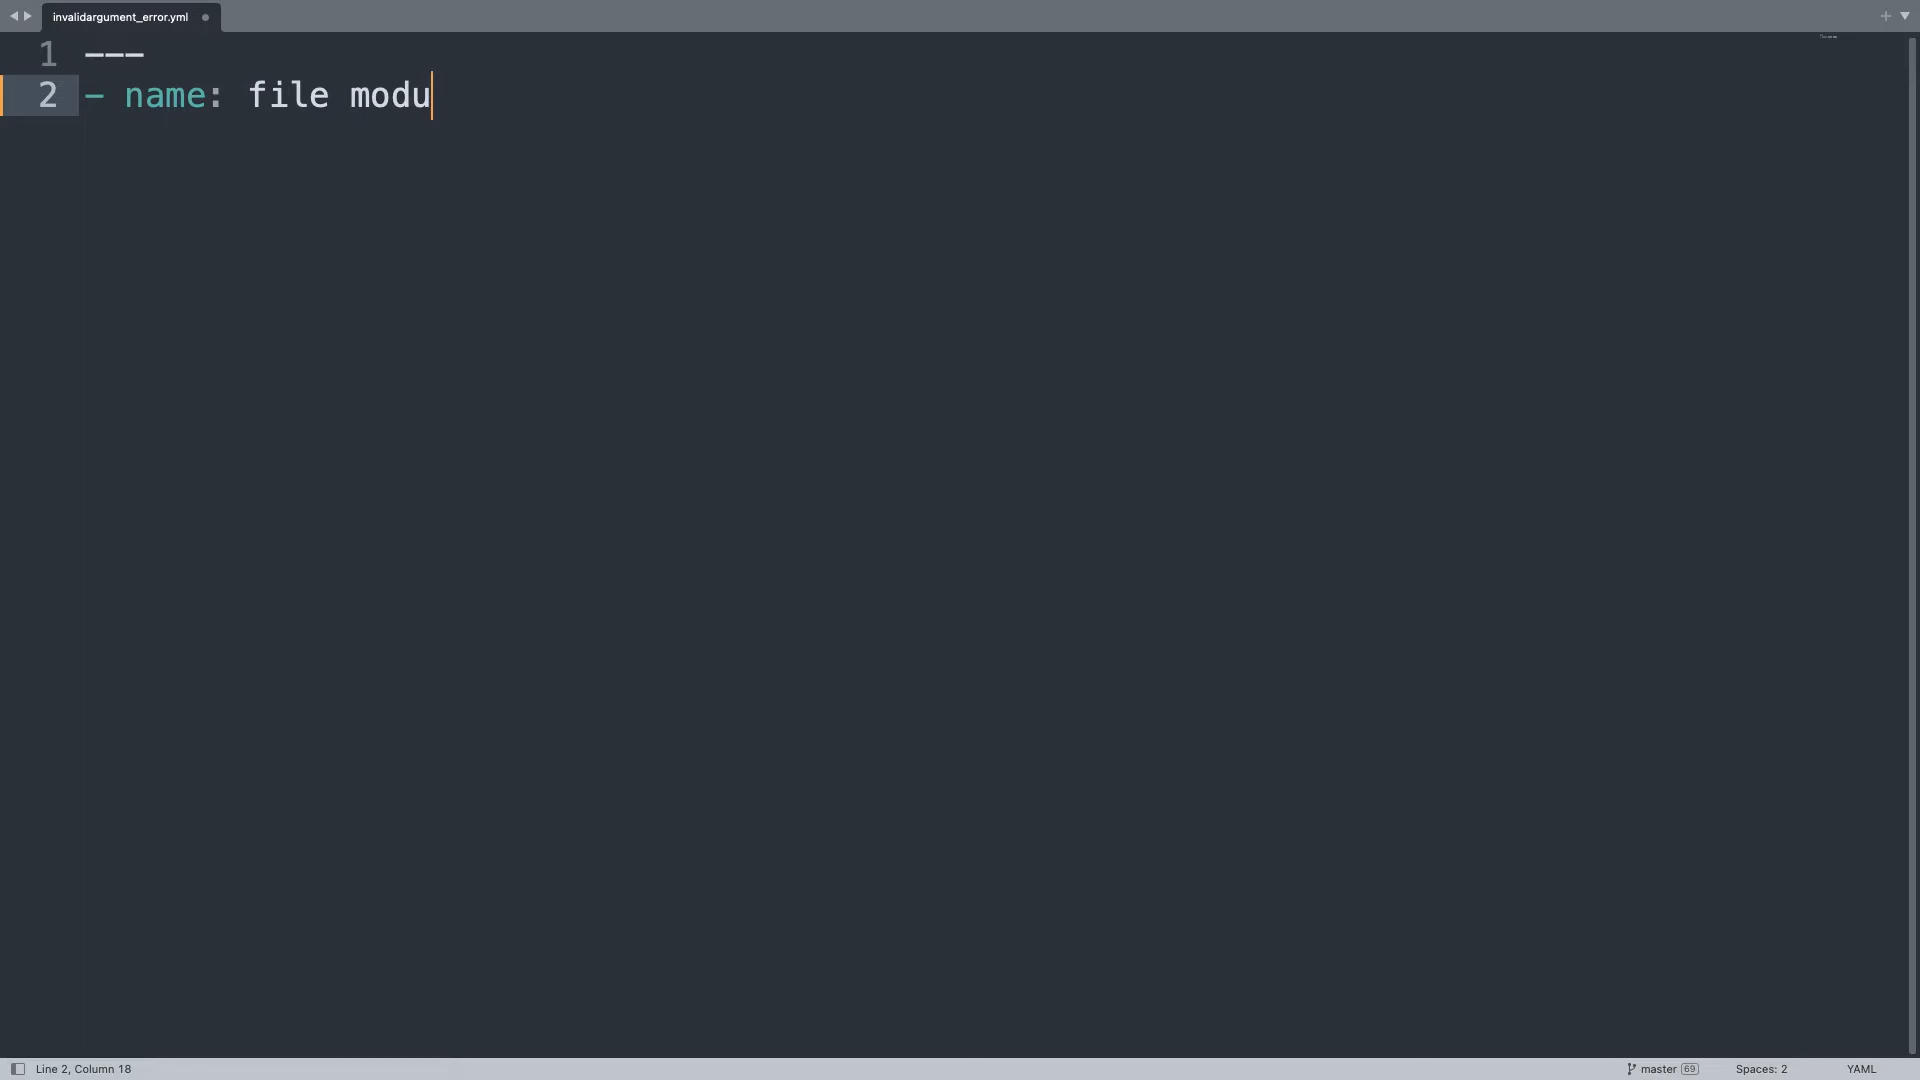 invalidargument_error.yml
1 ---
2 - name: file modu
Line 2, Column 18
master 69
Spaces: 2
YAML